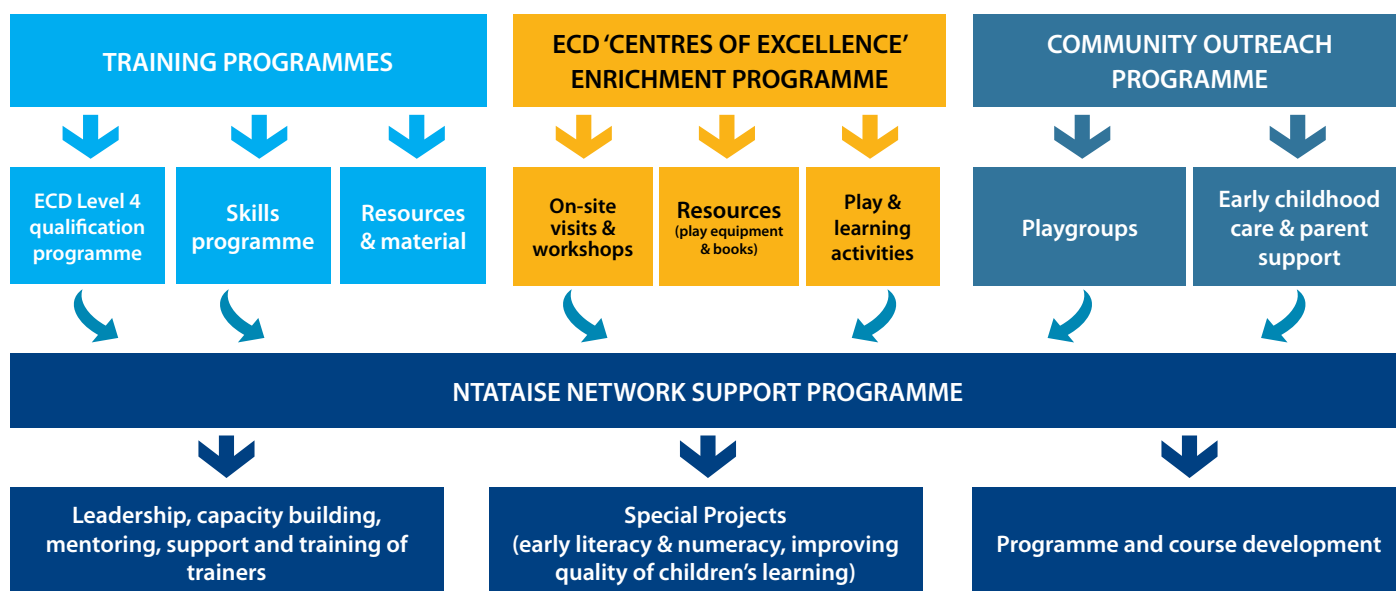 TRAINING PROGRAMMES
ECD ‘CENTRES OF EXCELLENCE’
ENRICHMENT PROGRAMME
COMMUNITY OUTREACH
PROGRAMME
ECD Level 4
qualification
programme
Skills
programme
Resources
& material
On-site
visits &
workshops
Resources
(play equipment
& books)
Play &
learning
activities
Playgroups
Early childhood
care & parent
support
NTATAISE NETWORK SUPPORT PROGRAMME
Leadership, capacity building,
mentoring, support and training of
trainers
Special Projects
(early literacy & numeracy, improving
quality of children’s learning)
Programme and course development